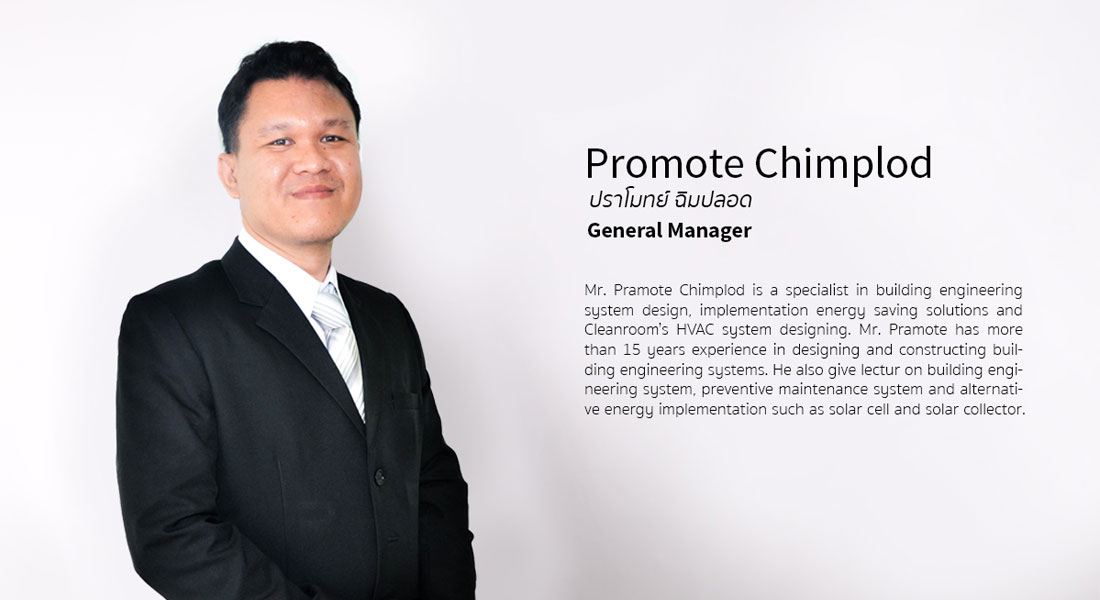 Promote Chimplod
ปราโมทย์ ฉิมปลอด
General Manager
Mr. Pramote Chimplod is a specialist in building engineering
system design, implementation energy saving solutions and
Cleanroom's HVAC system designing. Mr. Pramote has more
than 15 years experience in designing and constructing buil-
ding engineering systems. He also give lectur on building engi-
neering system, preventive maintenance system and alternati-
ve energy implementation such as solar cell and solar collector.